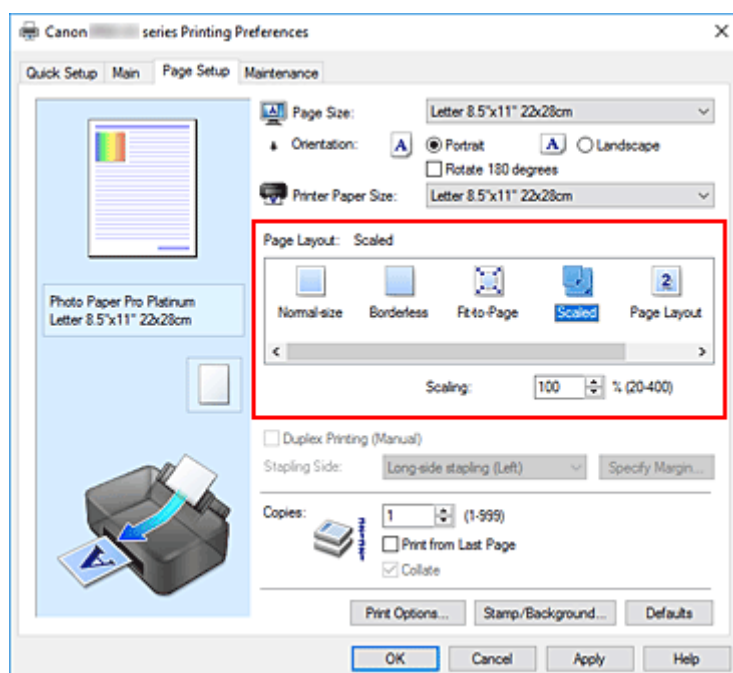 Canon series Printing Preferences
Quick Setup Main Page Setup Maintenance
Page Size: Letter 8.5"x11" 22x28cm
Orientation: A Portrait A Landscape
Rotate 180 degrees
Printer Paper Size: Letter 8.5"x11" 22x28cm
Page Layout: Scaled
Normal-size Borderless Fit-to-Page Scaled 2 Page Layout
Scaling: 100 % (20-400)
Photo Paper Pro Platinum
Letter 8.5"x11" 22x28cm
Duplex Printing (Manual)
Stapling Side: Long-side stapling (Left) Specify Margin...
Copies: 1 (1-999)
Print from Last Page
Collate
A
Print Options... Stamp/Background... Defaults
OK Cancel Apply Help